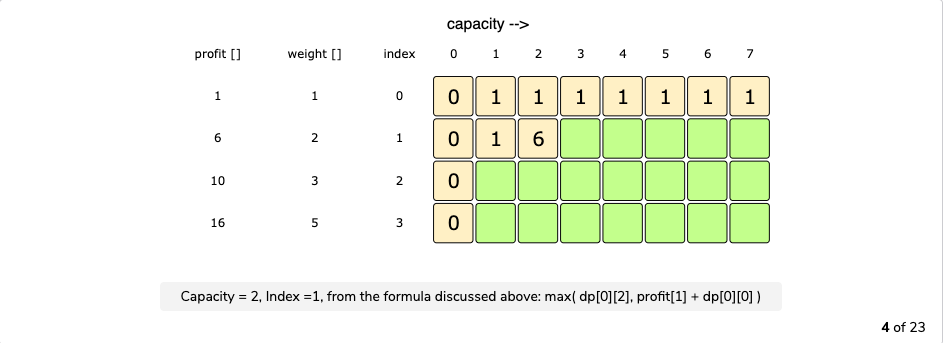 capacity -->
profit [] weight [] index 0 1 2 3 4 5 6 7
1 1 0 0 1 1 1 1 1 1 1
6 2 1 0 1 6
10 3 2 0
16 5 3 0
Capacity = 2, Index =1, from the formula discussed above: max( dp[0][2], profit[1] + dp[0][0] )
4 of 23